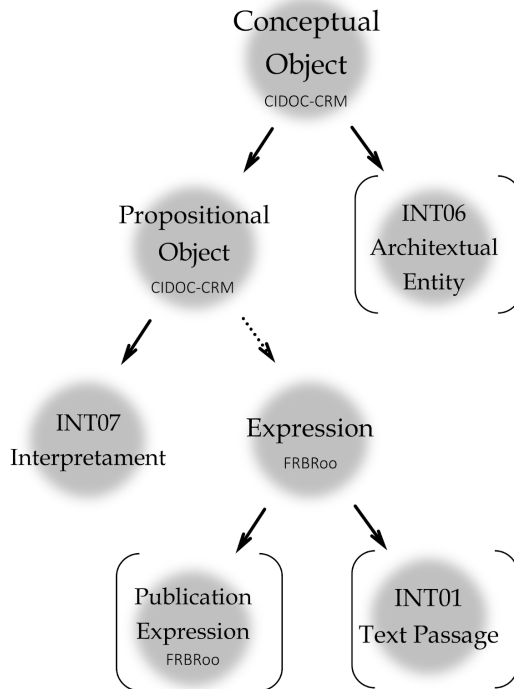 Conceptual
Object
CIDOC-CRM
Propositional
Object
CIDOC-CRM
INT06
Architextual
Entity
INT07
Interpretament
Expression
FRBRoo
Publication
Expression
FRBRoo
INT01
Text Passage